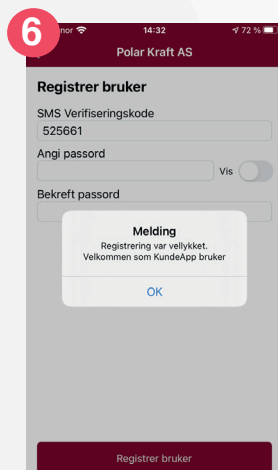 6
nor 14:32 72 %
Polar Kraft AS
Registrer bruker
SMS Verifiseringskode
525661
Angi passord
Vis
Bekreft passord
Melding
Registrering var vellykket.
Velkommen som KundeApp bruker
OK
Registrer bruker